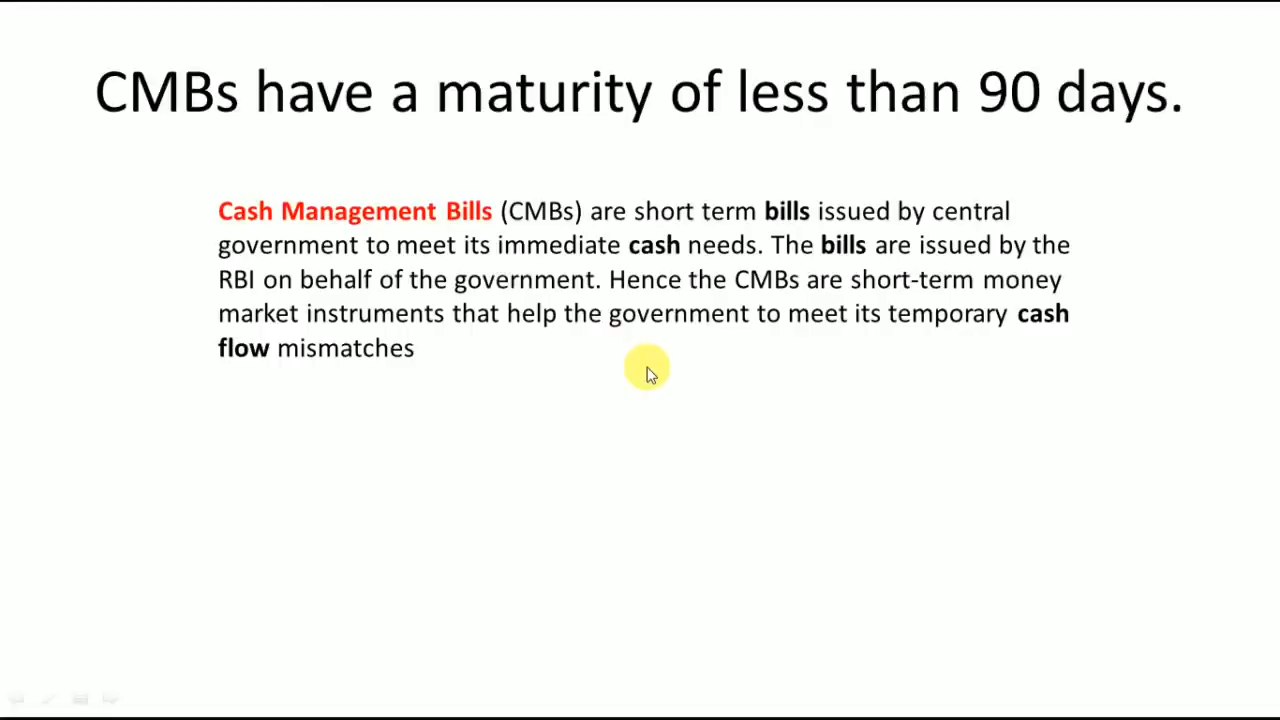 CMBs have a maturity of less than 90 days.
Cash Management Bills (CMBs) are short term bills issued by central
government to meet its immediate cash needs. The bills are issued by the
RBI on behalf of the government. Hence the CMBs are short-term money
market instruments that help the government to meet its temporary cash
flow mismatches